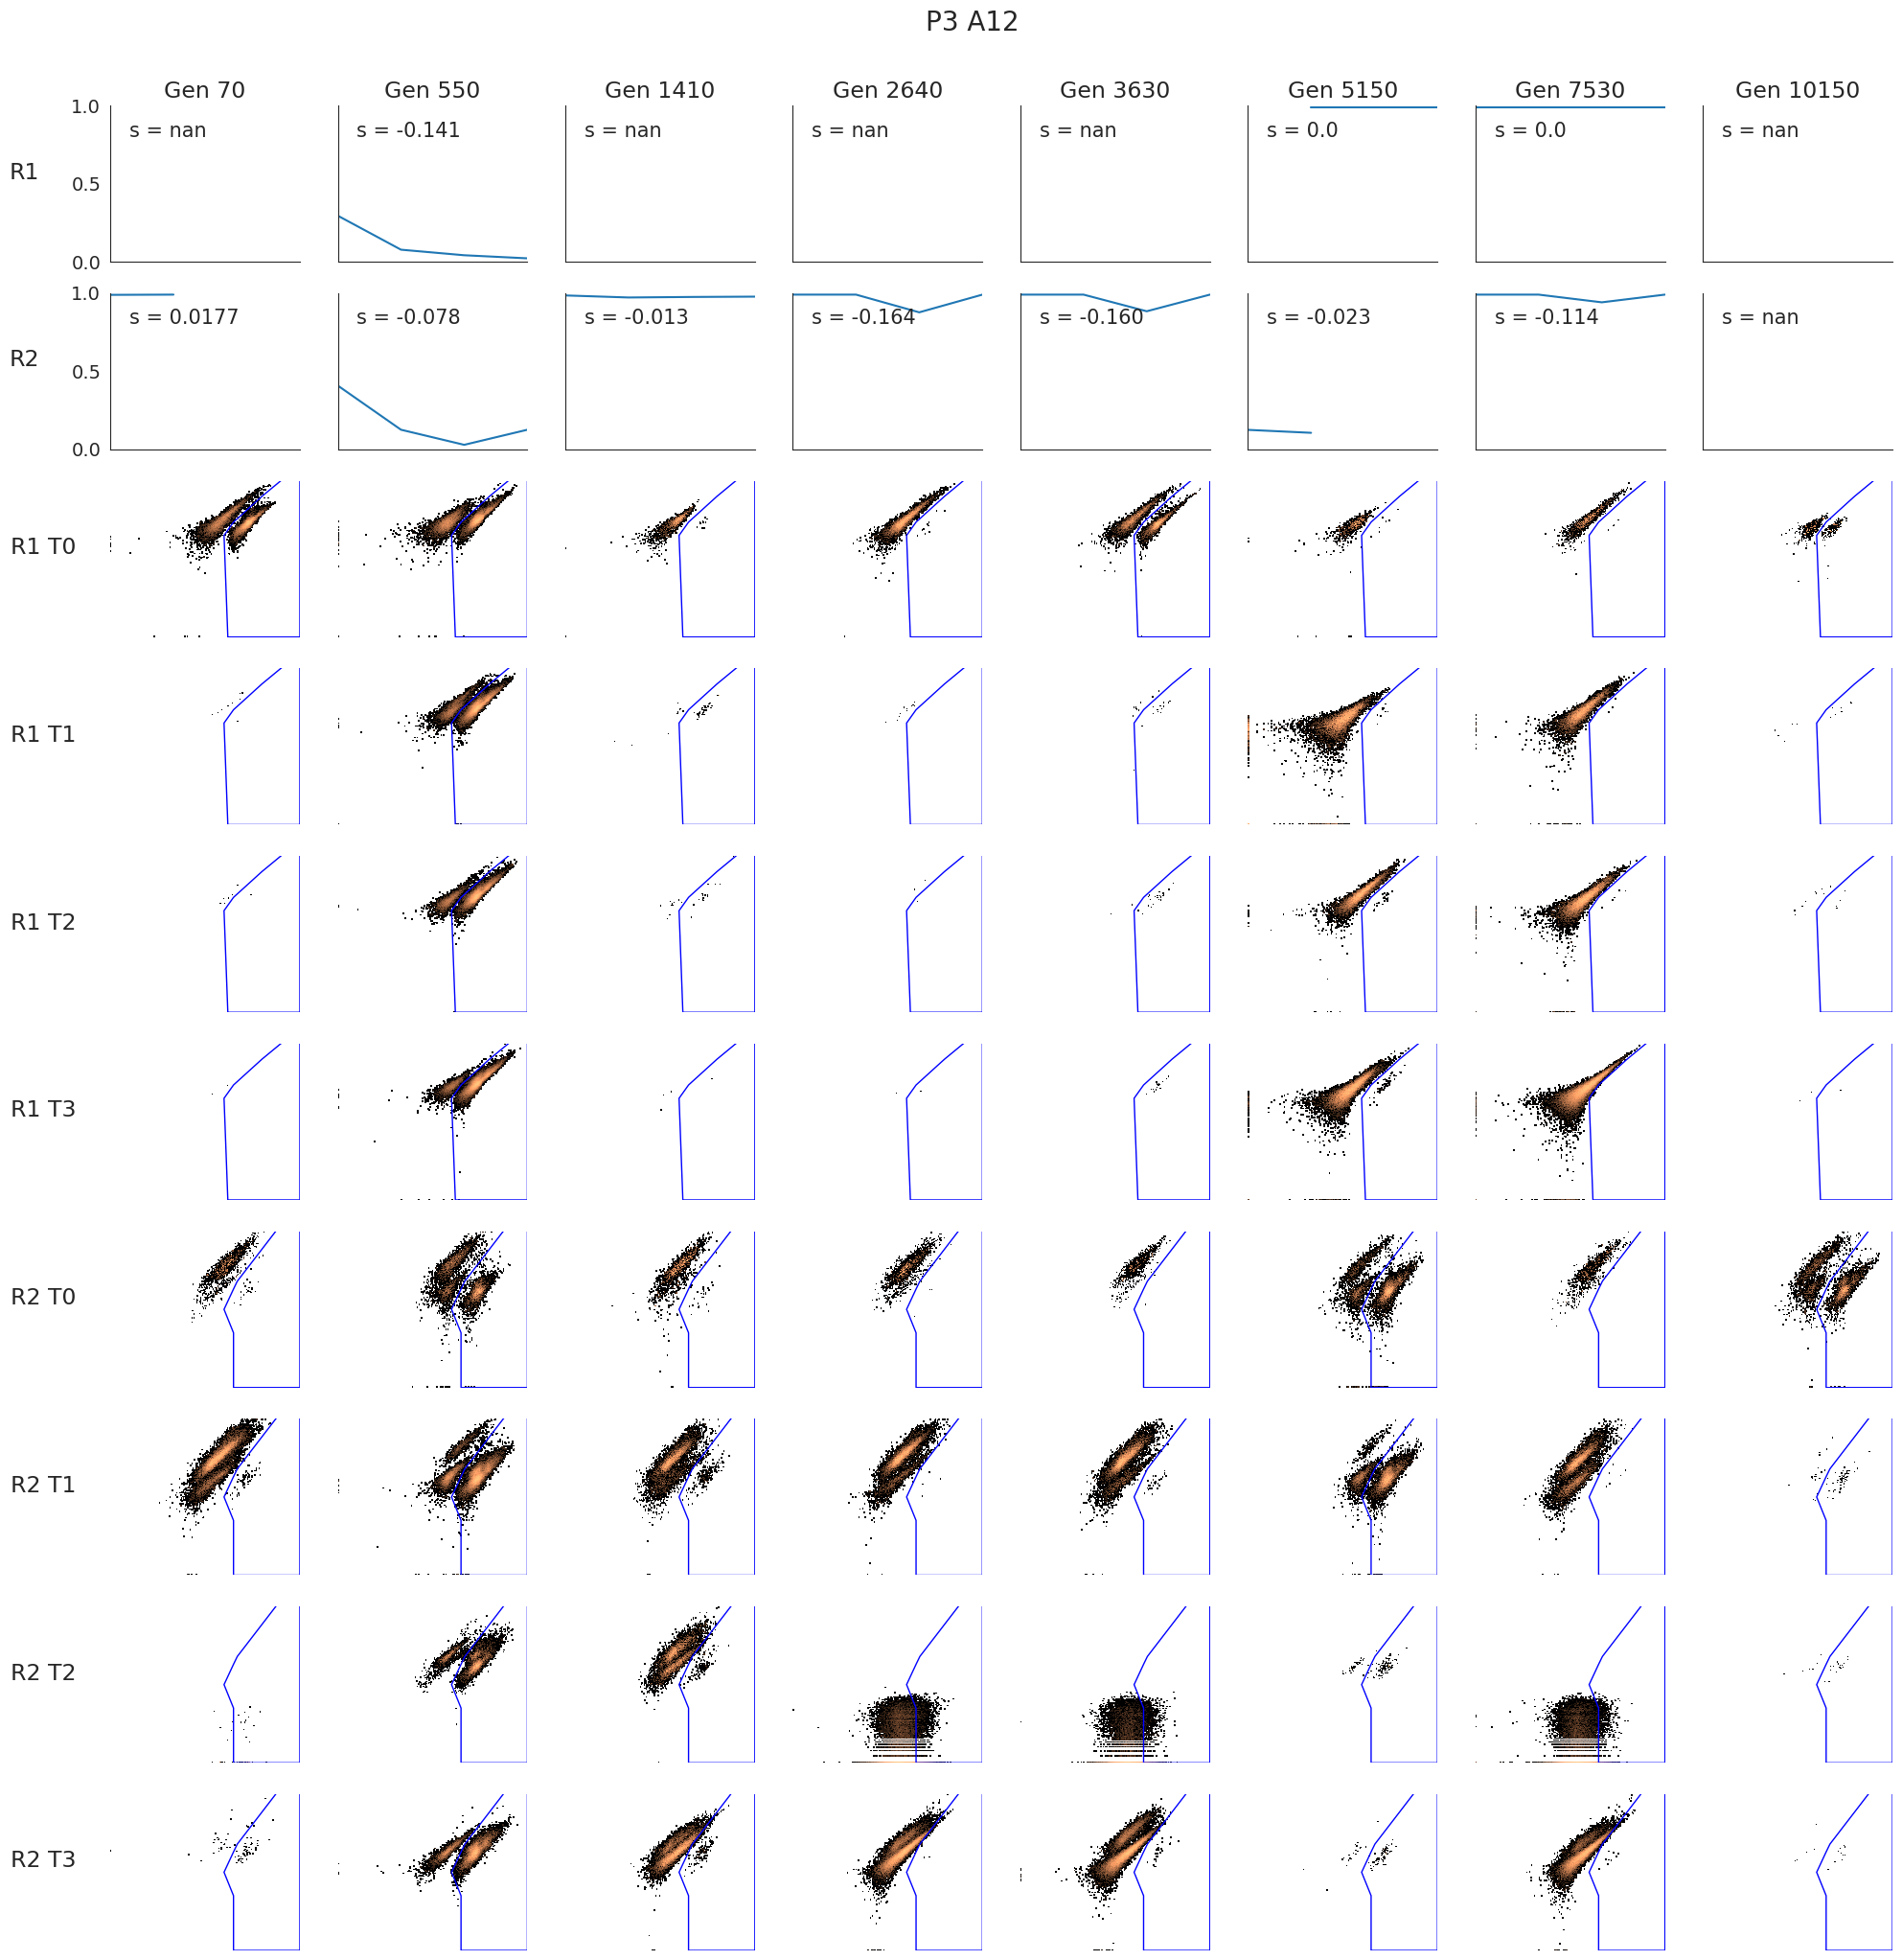 P3 A12
Gen 70 Gen 550 Gen 1410 Gen 2640 Gen 3630 Gen 5150 Gen 7530 Gen 10150
1.0
s = nan s = -0.141 s = nan s = nan s = nan s = 0.0 s = 0.0 s = nan
R1
0.5
0.0
1.0
s = 0.0177 s = -0.078 s = -0.013 s = -0.164 s = -0.160 s = -0.023 s = -0.114 s = nan
R2
0.5
0.0
R1 T0
R1 T1
R1 T2
R1 T3
R2 T0
R2 T1
R2 T2
R2 T3